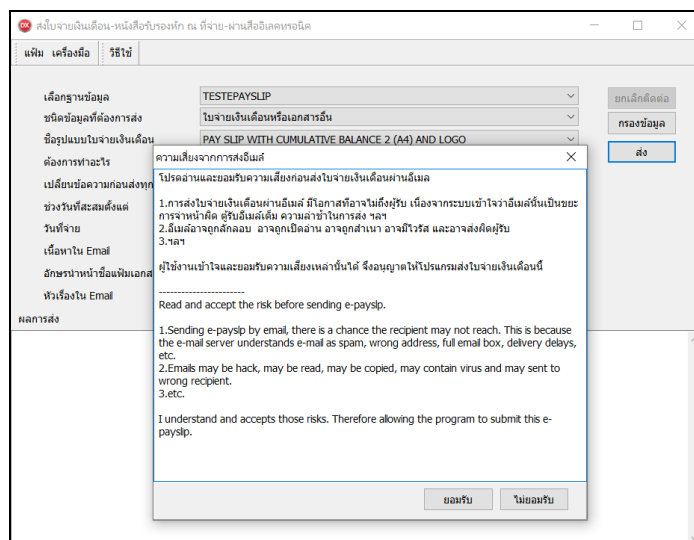 ส่งใบจ่ายเงินเดือน-หนังสือรับรองหัก ณ ที่จ่าย-ผ่านสื่ออิเลคทรอนิค
แฟ้ม เครื่องมือ วิธีใช้
เลือกฐานข้อมูล TESTEPAYSLIP ยกเลิกติดต่อ
ชนิดข้อมูลที่ต้องการส่ง ใบจ่ายเงินเดือนหรือเอกสารอื่น กรองข้อมูล
ชื่อรูปแบบใบจ่ายเงินเดือน PAY SLIP WITH CUMULATIVE BALANCE 2 (A4) AND LOGO ส่ง
ต้องการทำอะไร
เปลี่ยนข้อความก่อนส่งทุก
ช่วงวันที่สะสมตั้งแต่
วันที่จ่าย
เนื้อหาใน Email
อักษรนำหน้าชื่อแฟ้มเอกส
หัวเรื่องใน Email
ผลการส่ง
ความเสี่ยงจากการส่งอีเมล์
โปรดอ่านและยอมรับความเสี่ยงก่อนส่งใบจ่ายเงินเดือนผ่านอีเมล
1.การส่งใบจ่ายเงินเดือนผ่านอีเมล์ มีโอกาสที่อาจไม่ถึงผู้รับ เนื่องจากระบบเข้าใจว่าอีเมล์นั้นเป็นขยะ
การจ่าหน้าผิด ตู้รับอีเมล์เต็ม ความล่าช้าในการส่ง ฯลฯ
2.อีเมล์อาจถูกลักลอบ อาจถูกเปิดอ่าน อาจถูกสำเนา อาจมีไวรัส และอาจส่งผิดผู้รับ
3.ฯลฯ
ผู้ใช้งานเข้าใจและยอมรับความเสี่ยงเหล่านั้นได้ จึงอนุญาตให้โปรแกรมส่งใบจ่ายเงินเดือนนี้
-----------------------
Read and accept the risk before sending e-payslp.
1.Sending e-payslp by email, there is a chance the recipient may not reach. This is because
the e-mail server understands e-mail as spam, wrong address, full email box, delivery delays,
etc.
2.Emails may be hack, may be read, may be copied, may contain virus and may sent to
wrong recipient.
3.etc.
I understand and accepts those risks. Therefore allowing the program to submit this e-
payslip.
ยอมรับ ไม่ยอมรับ